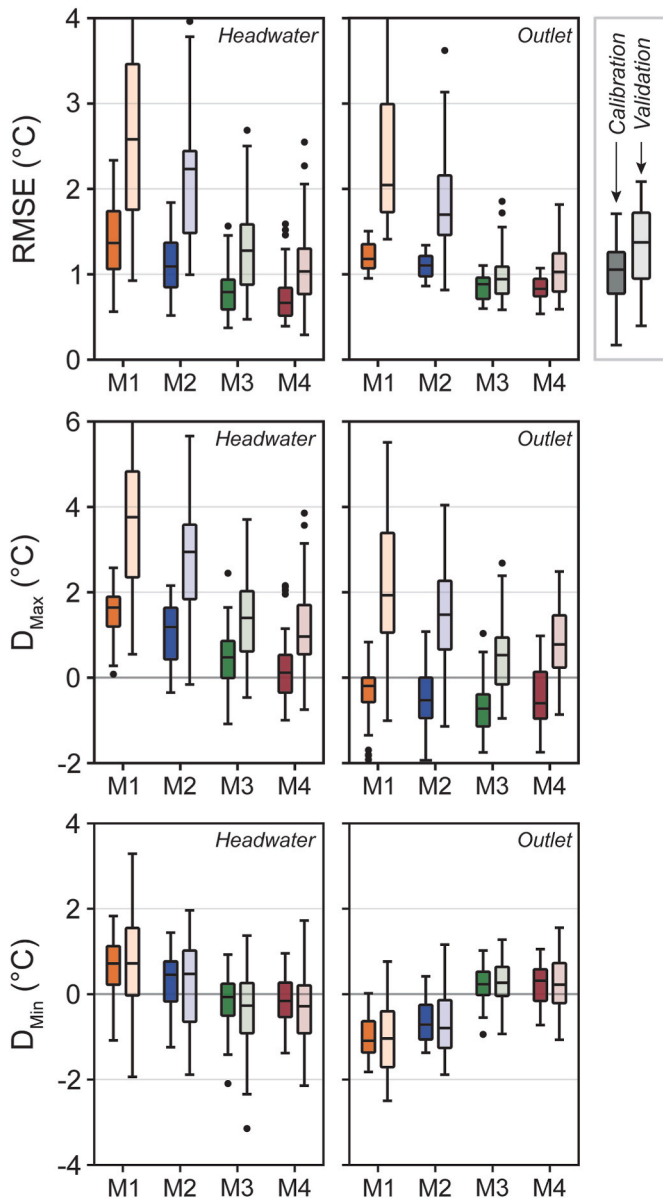 RMSE (°C)
4
3
2
1
0
Headwater
M1 M2 M3 M4
Outlet
M1 M2 M3 M4
Calibration
Validation
DMax (°C)
6
4
2
0
-2
Headwater
M1 M2 M3 M4
Outlet
M1 M2 M3 M4
DMin (°C)
4
2
0
-2
-4
Headwater
M1 M2 M3 M4
Outlet
M1 M2 M3 M4